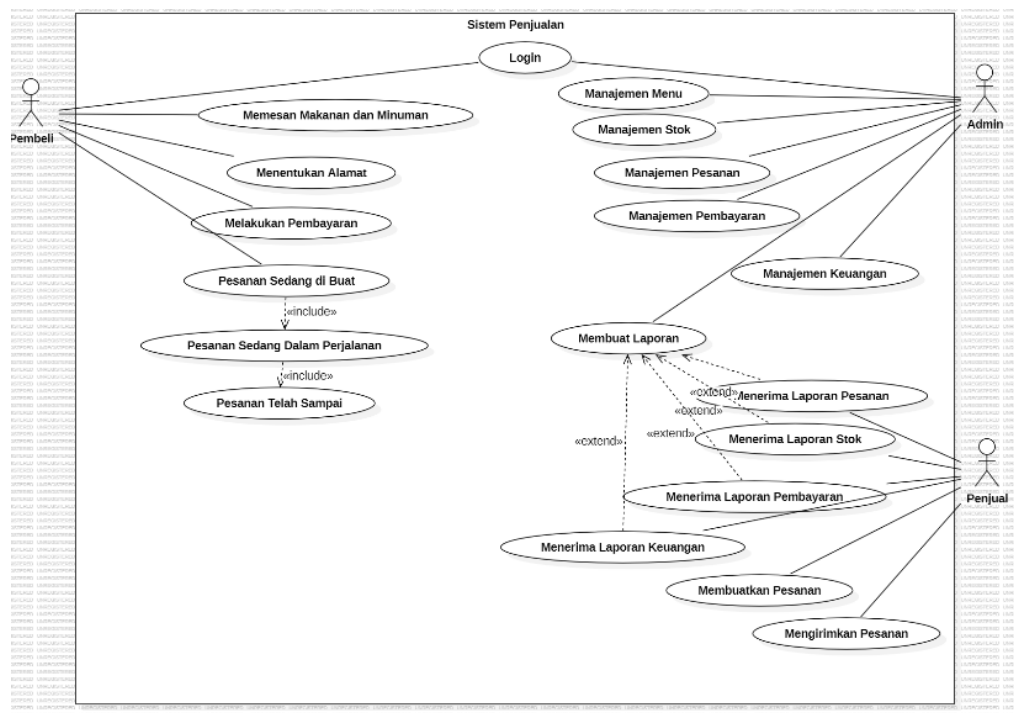 Sistem Penjualan
Login
Pembeli
Admin
Memesan Makanan dan Minuman
Menentukan Alamat
Melakukan Pembayaran
Pesanan Sedang di Buat
«include»
Pesanan Sedang Dalam Perjalanan
«include»
Pesanan Telah Sampai
Manajemen Menu
Manajemen Stok
Manajemen Pesanan
Manajemen Pembayaran
Manajemen Keuangan
Membuat Laporan
«extend»
Menerima Laporan Pesanan
«extend»
Menerima Laporan Stok
«extend»
Menerima Laporan Pembayaran
«extend»
Menerima Laporan Keuangan
Penjual
Membuatkan Pesanan
Mengirimkan Pesanan